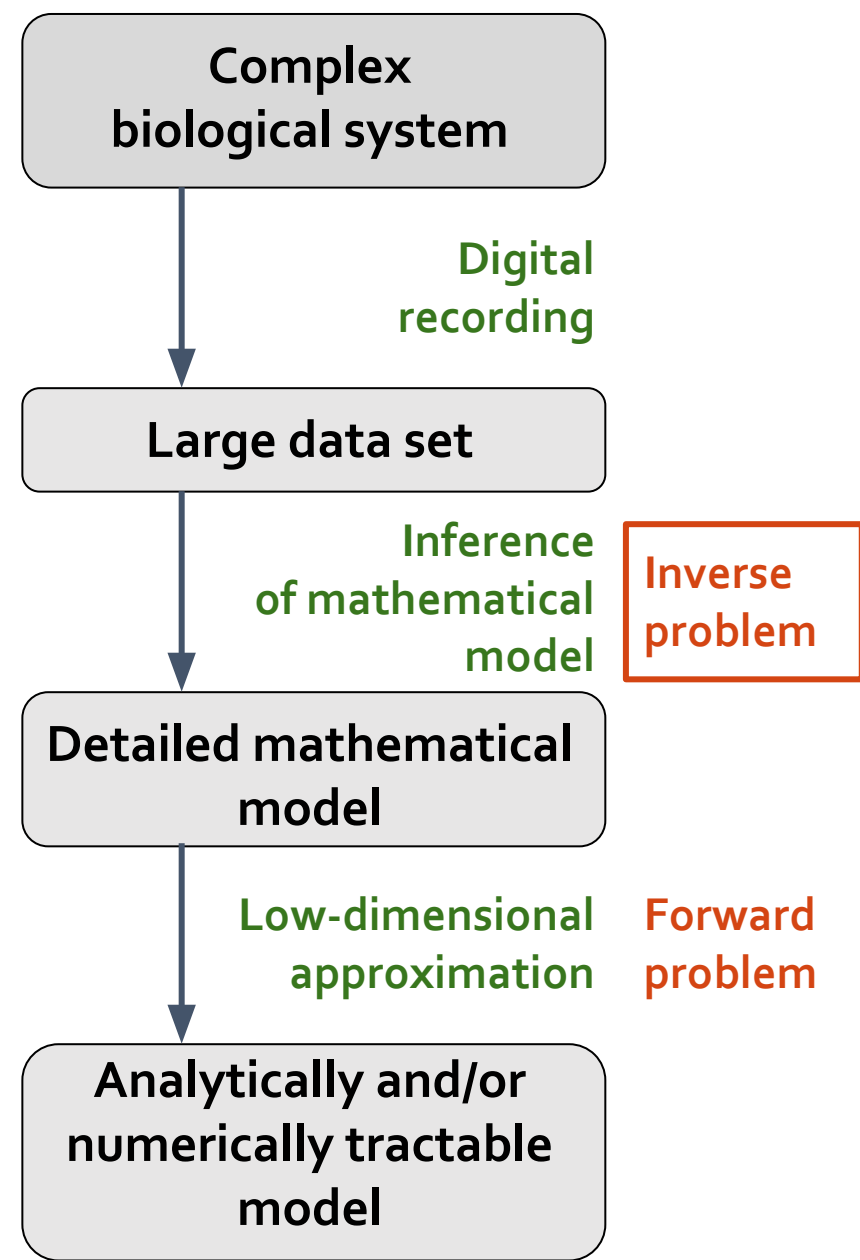 Complex
biological system
Digital
recording
Large data set
Inference
of mathematical
model
Inverse
problem
Detailed mathematical
model
Low-dimensional
approximation
Forward
problem
Analytically and/or
numerically tractable
model